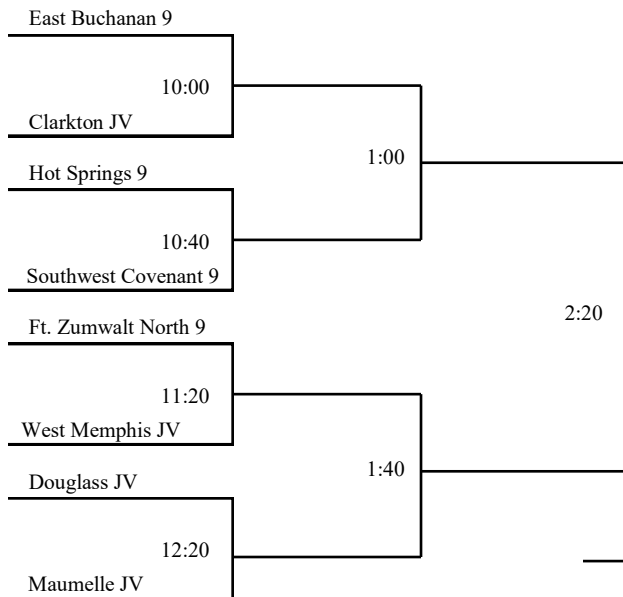 East Buchanan 9
10:00
Clarkton JV
1:00
Hot Springs 9
10:40
Southwest Covenant 9
2:20
Ft. Zumwalt North 9
11:20
West Memphis JV
1:40
Douglass JV
12:20
Maumelle JV